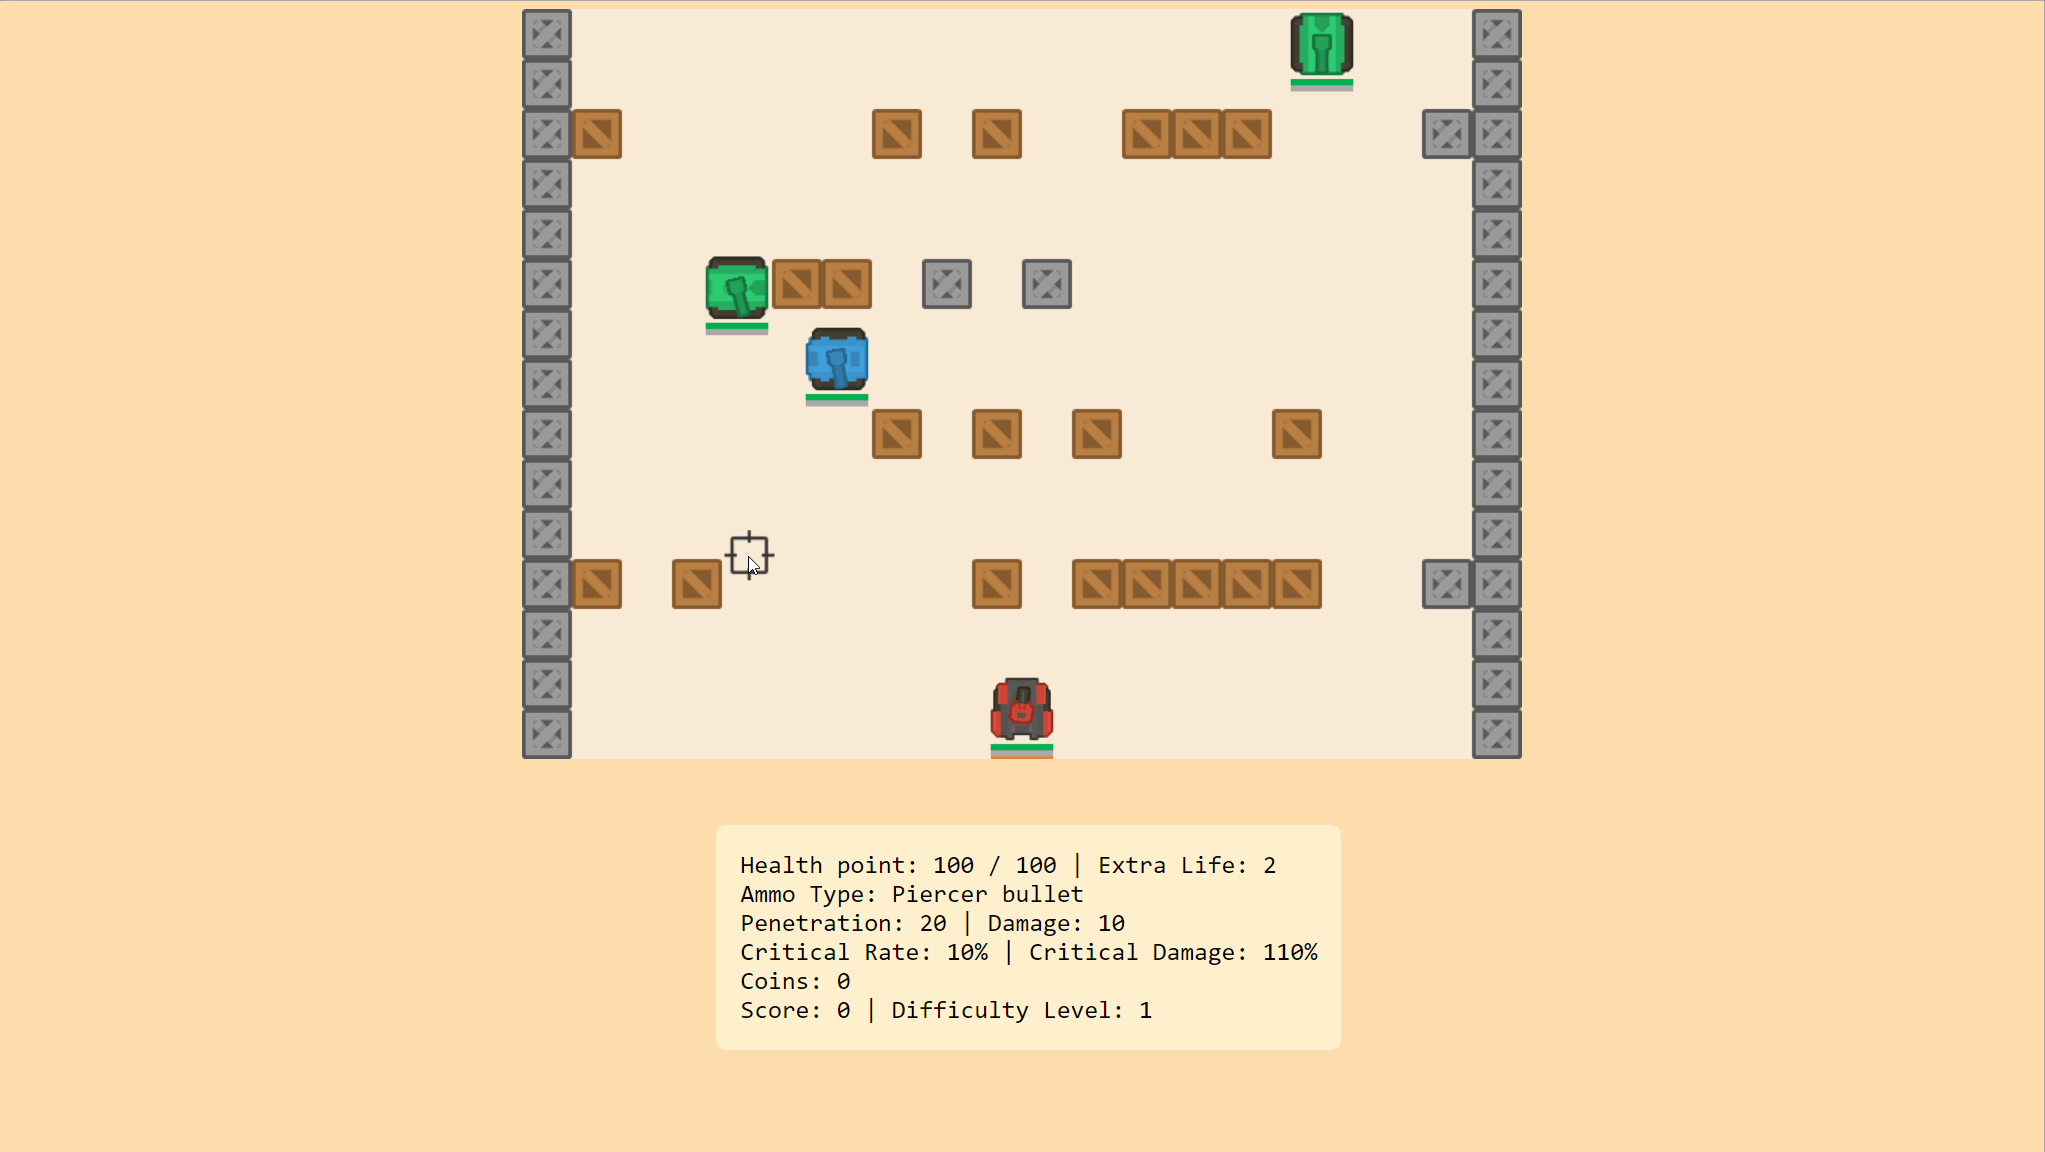 Health point: 100 / 100 | Extra Life: 2
Ammo Type: Piercer bullet
Penetration: 20 | Damage: 10
Critical Rate: 10% | Critical Damage: 110%
Coins: 0
Score: 0 | Difficulty Level: 1